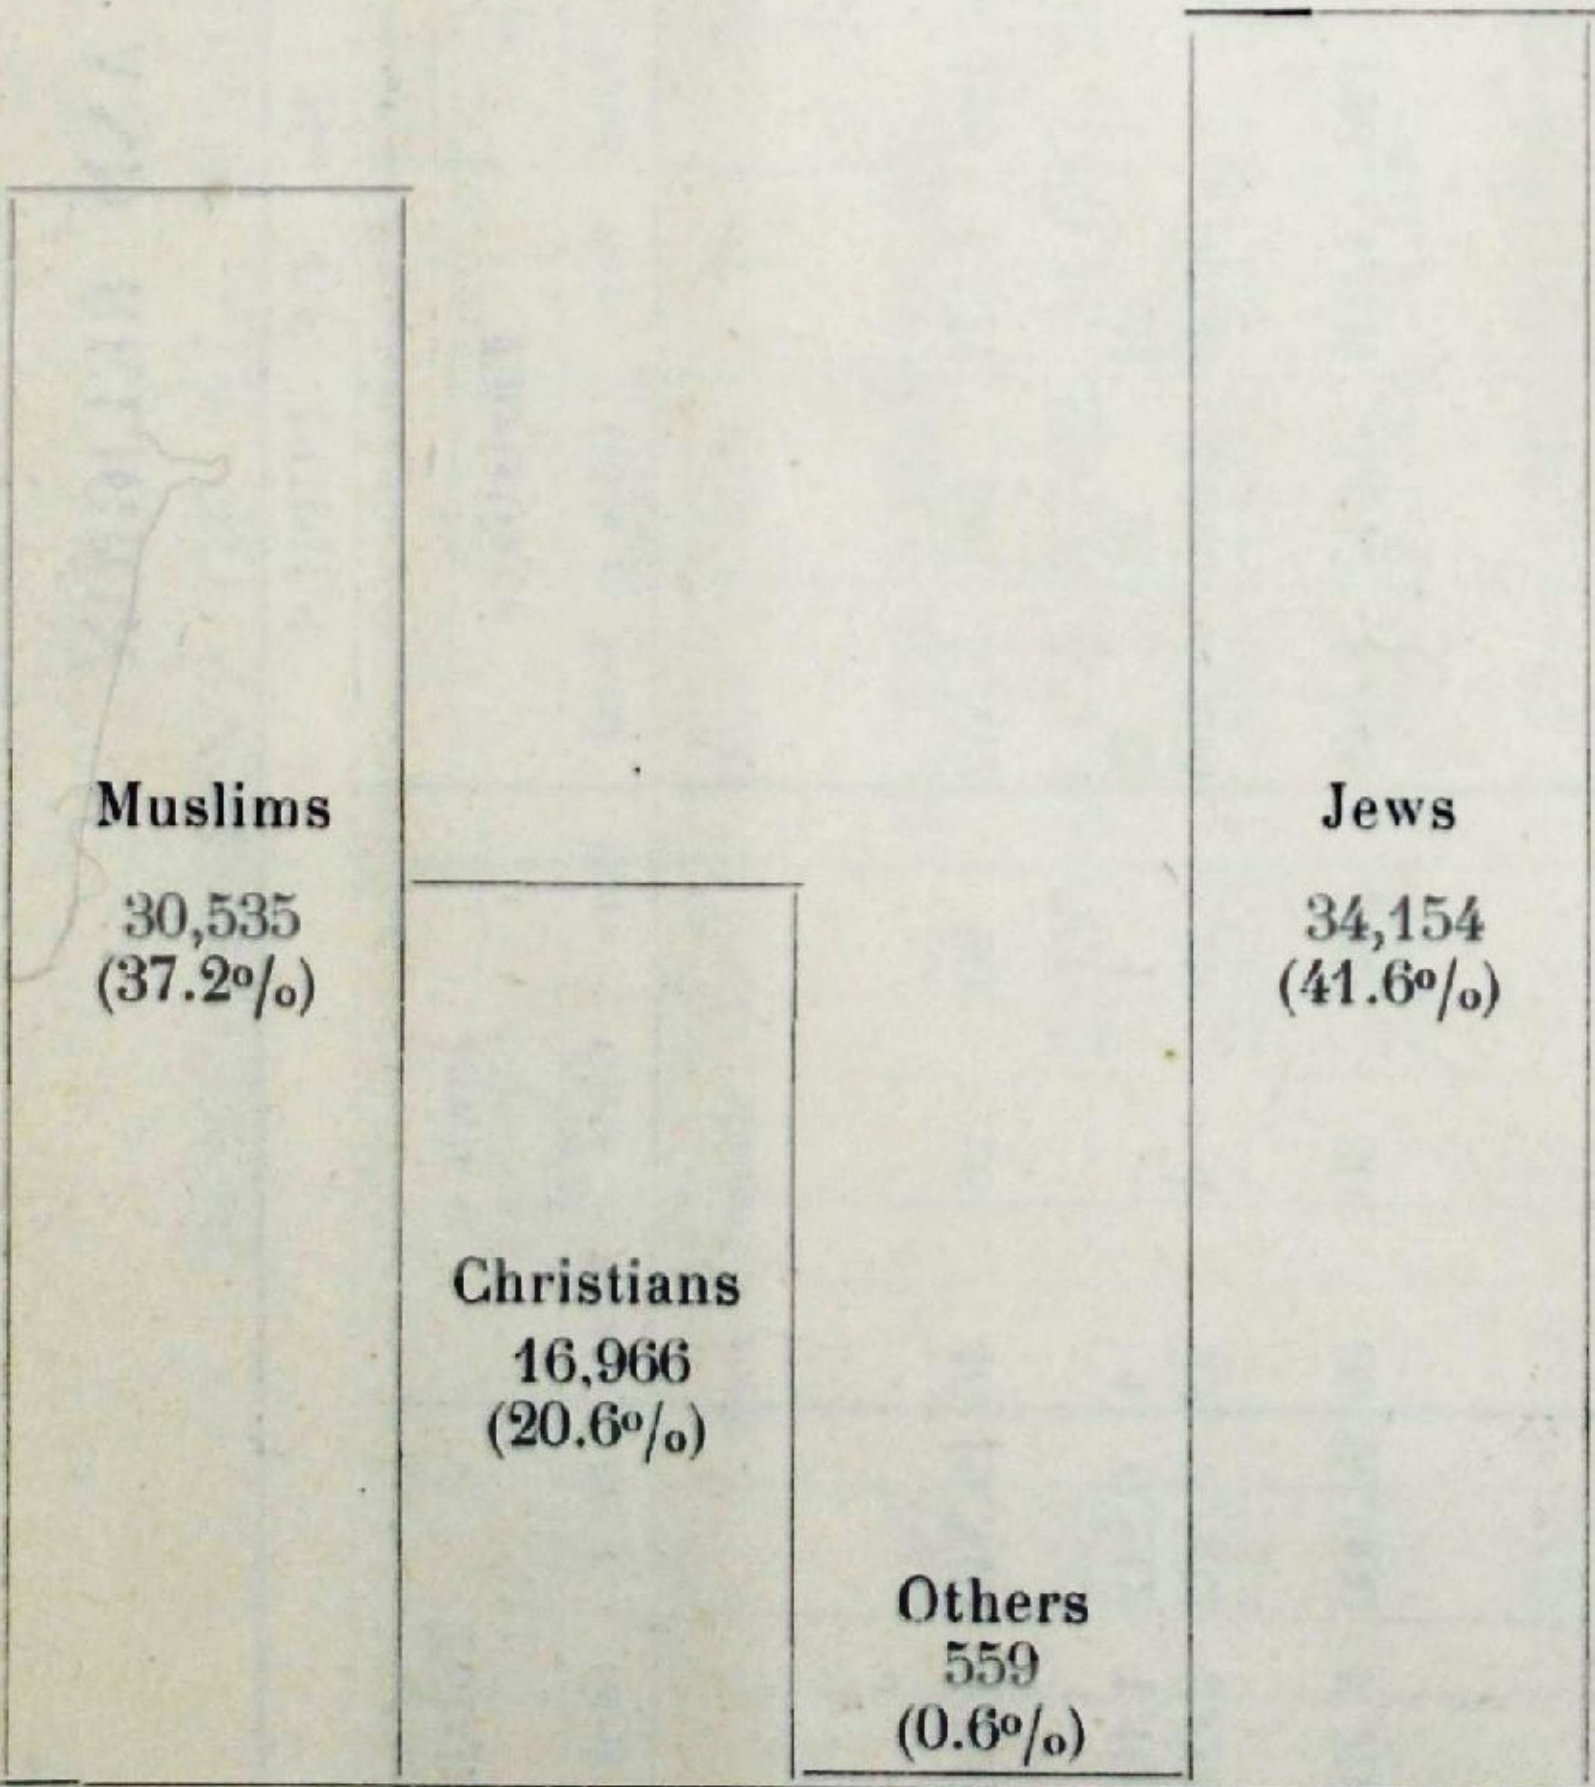 Muslims
30,535
(37.2%)
Christians
16,966
(20.6%)
Others
559
(0.6%)
Jews
34,154
(41.6%)